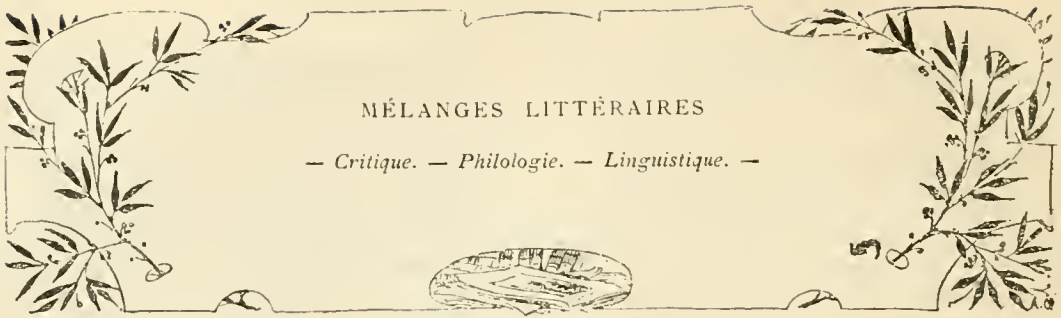 MÉLANGES LITTÉRAIRES
— Critique. — Philologie. — Linguistique. —